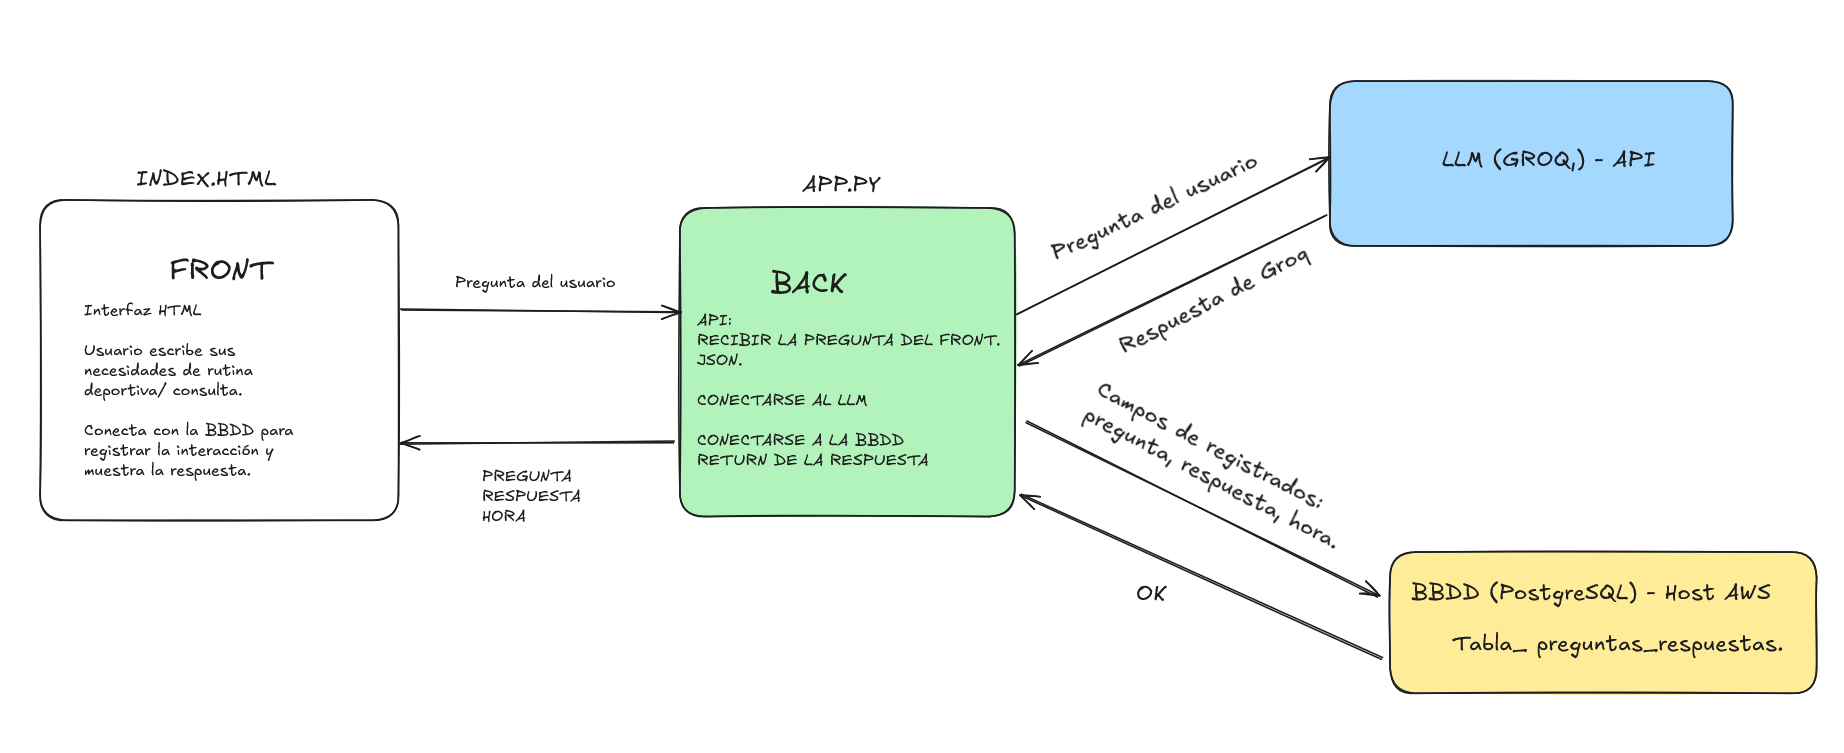 INDEX.HTML
FRONT
Interfaz HTML
Usuario escribe sus
necesidades de rutina
deportiva/ consulta.
Conecta con la BBDD para
registrar la interacción y
muestra la respuesta.
Pregunta del usuario
PREGUNTA
RESPUESTA
HORA
APP.PY
BACK
API:
RECIBIR LA PREGUNTA DEL FRONT.
JSON.
CONECTARSE AL LLM
CONECTARSE A LA BBDD
RETURN DE LA RESPUESTA
Pregunta del usuario
Respuesta de Groq
LLM (GROQ,) - API
Campos de registrados:
pregunta, respuesta, hora.
OK
BBDD (PostgreSQL) - Host AWS
Tabla_ preguntas_respuestas.